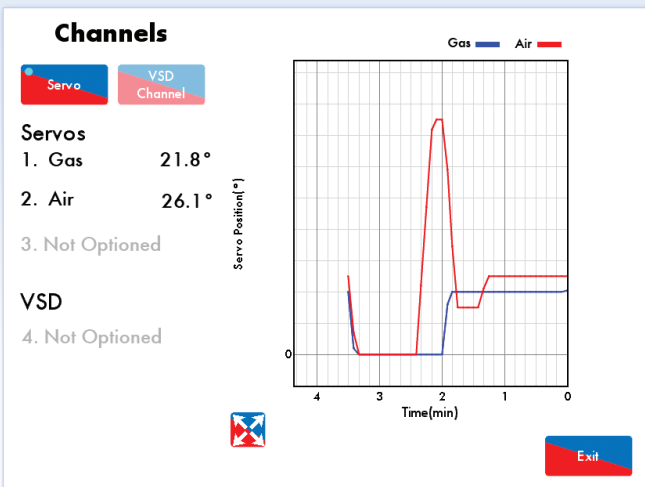 Channels
Servo
VSD
Channel
Servos
1. Gas 21.8°
2. Air 26.1°
3. Not Optioned
VSD
4. Not Optioned
Gas Air
Servo Position(°)
0
4 3 2 1 0
Time(min)
Exit